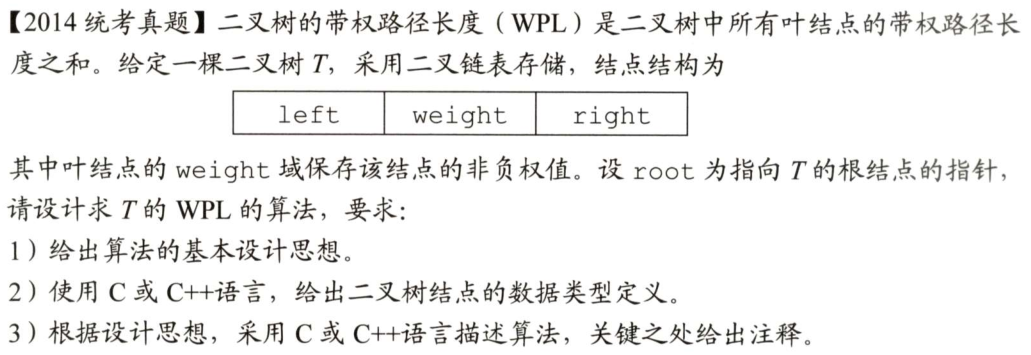 【2014 统考真题】二叉树的带权路径长度（WPL）是二叉树中所有叶结点的带权路径长
度之和。给定一棵二叉树 T，采用二叉链表存储，结点结构为
left weight right
其中叶结点的 weight 域保存该结点的非负权值。设 root 为指向 T 的根结点的指针，
请设计求 T 的 WPL 的算法，要求：
1）给出算法的基本设计思想。
2）使用 C 或 C++语言，给出二叉树结点的数据类型定义。
3）根据设计思想，采用 C 或 C++语言描述算法，关键之处给出注释。